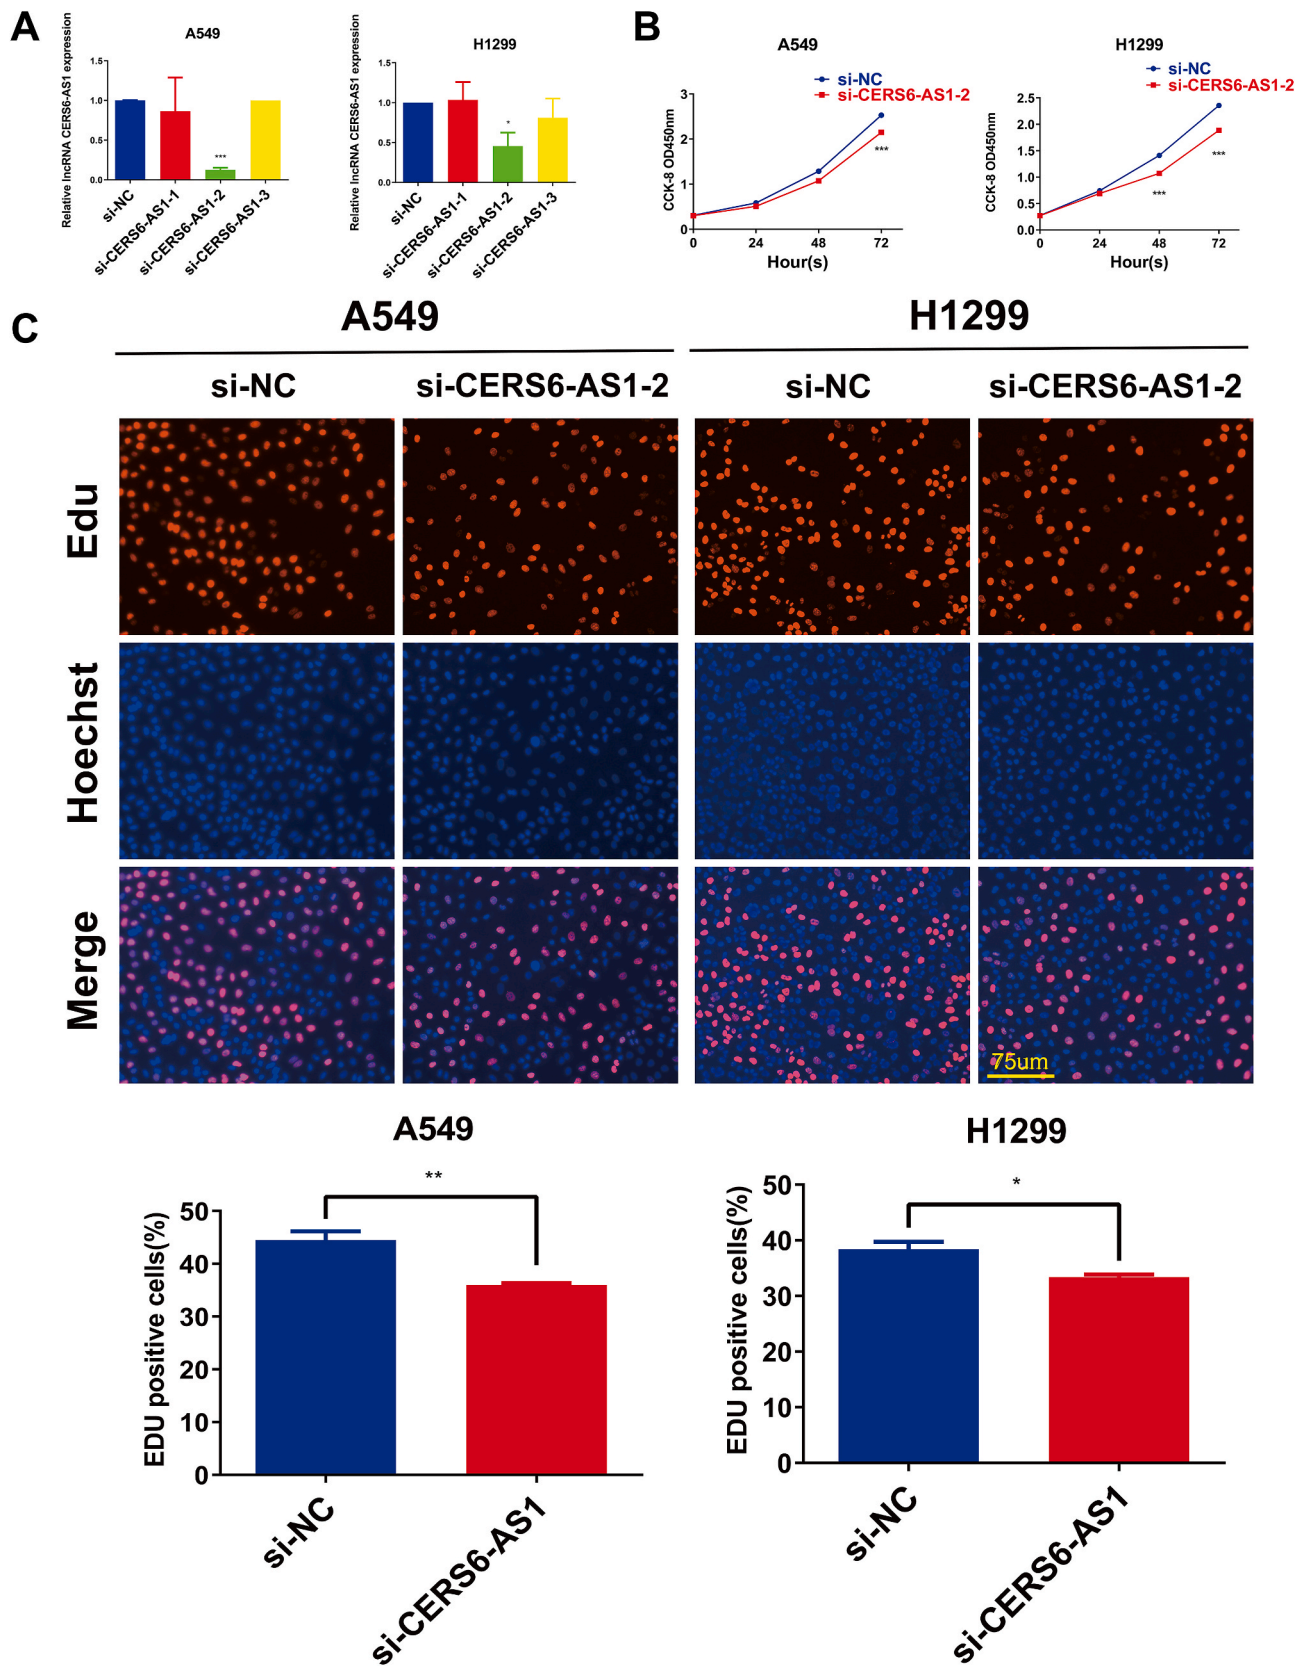 A
A549
Relative lncRNA CERS6-AS1 expression
1.5
1.0
0.5
0.0
si-NC
si-CERS6-AS1-1
si-CERS6-AS1-2
si-CERS6-AS1-3
***
H1299
Relative lncRNA CERS6-AS1 expression
1.5
1.0
0.5
0.0
si-NC
si-CERS6-AS1-1
si-CERS6-AS1-2
si-CERS6-AS1-3
*
B
A549
si-NC
si-CERS6-AS1-2
CCK-8 OD450nm
3
2
1
0
0 24 48 72
Hour(s)
***
H1299
si-NC
si-CERS6-AS1-2
CCK-8 OD450nm
2.5
2.0
1.5
1.0
0.5
0.0
0 24 48 72
Hour(s)
***
***
C
A549 H1299
si-NC si-CERS6-AS1-2 si-NC si-CERS6-AS1-2
Edu
Hoechst
Merge
75um
A549
**
EDU positive cells(%)
50
40
30
20
10
0
si-NC
si-CERS6-AS1
H1299
*
EDU positive cells(%)
50
40
30
20
10
0
si-NC
si-CERS6-AS1